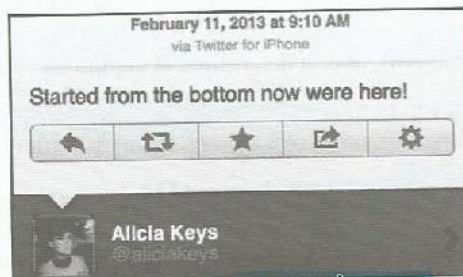 February 11, 2013 at 9:10 AM
via Twitter for iPhone
Started from the bottom now were here!
Alicia Keys
@aliciakeys